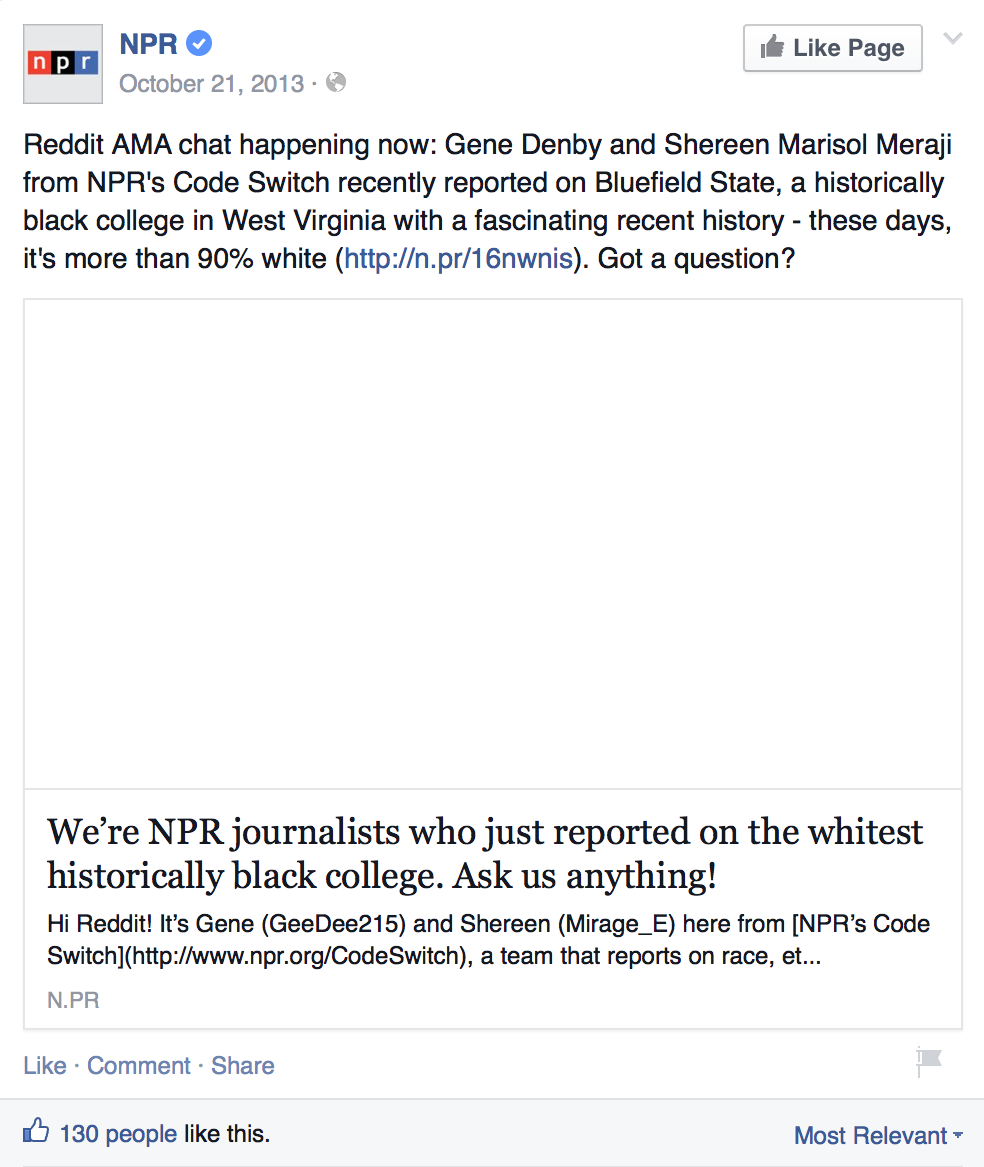 npr
NPR
Like Page
October 21, 2013 ·
Reddit AMA chat happening now: Gene Denby and Shereen Marisol Meraji
from NPR's Code Switch recently reported on Bluefield State, a historically
black college in West Virginia with a fascinating recent history - these days,
it's more than 90% white (http://n.pr/16nwnis). Got a question?
We’re NPR journalists who just reported on the whitest
historically black college. Ask us anything!
Hi Reddit! It’s Gene (GeeDee215) and Shereen (Mirage_E) here from [NPR’s Code
Switch](http://www.npr.org/CodeSwitch), a team that reports on race, et...
N.PR
Like · Comment · Share
130 people like this.
Most Relevant